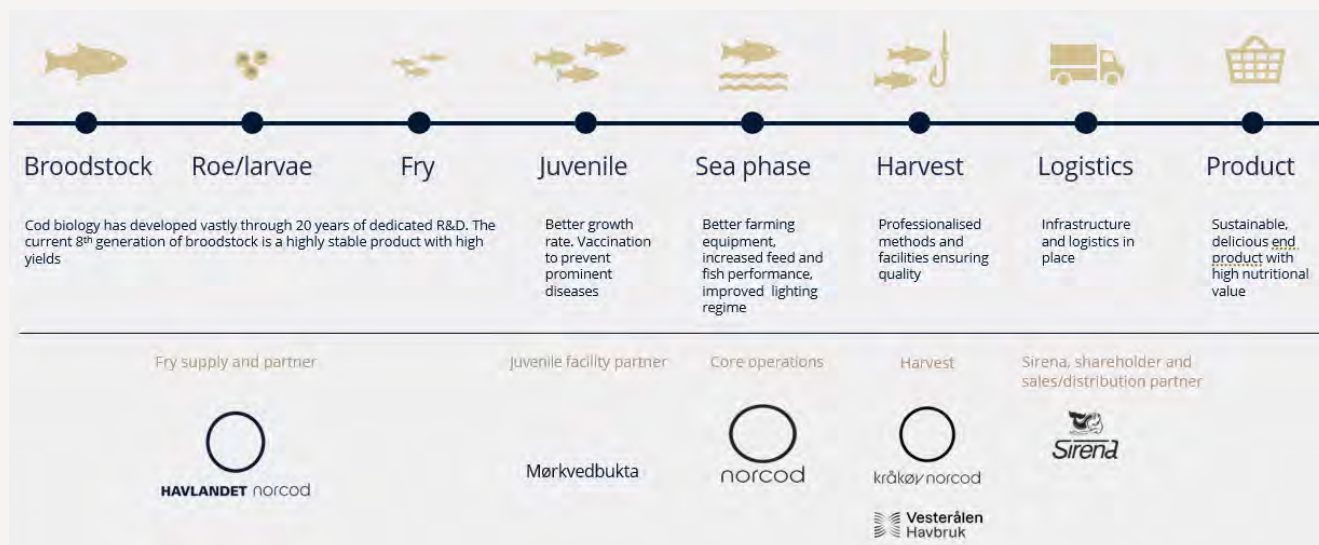 Broodstock
Roe/larvae
Fry
Juvenile
Sea phase
Harvest
Logistics
Product
Cod biology has developed vastly through 20 years of dedicated R&D. The
current 8th generation of broodstock is a highly stable product with high
yields
Better growth
rate. Vaccination
to prevent
prominent
diseases
Better farming
equipment,
increased feed and
fish performance,
improved lighting
regime
Professionalised
methods and
facilities ensuring
quality
Infrastructure
and logistics in
place
Sustainable,
delicious end
product with
high nutritional
value
Fry supply and partner
HAVLANDET norcod
Juvenile facility partner
Mørkvedbukta
Core operations
norcod
Harvest
kråkøy norcod
Vesterålen
Havbruk
Sirena, shareholder and
sales/distribution partner
Sirena